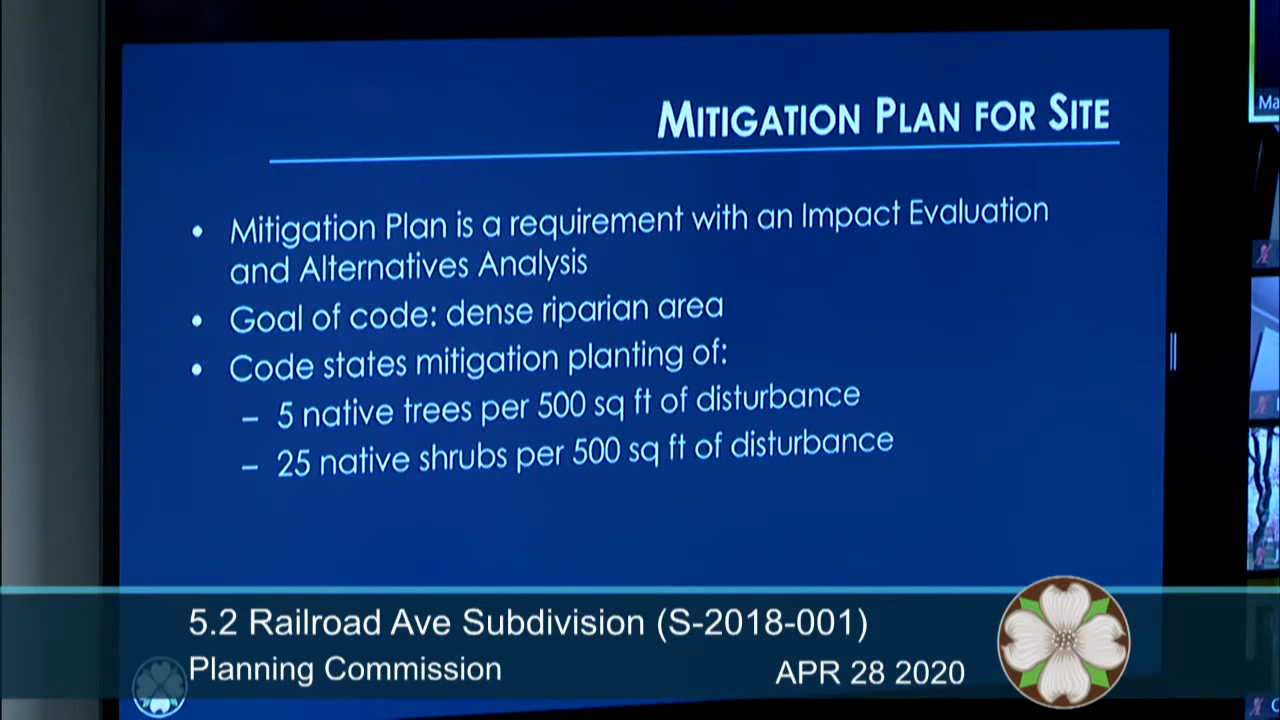 MITIGATION PLAN FOR SITE
• Mitigation Plan is a requirement with an Impact Evaluation
and Alternatives Analysis
• Goal of code: dense riparian area
• Code states mitigation planting of:
– 5 native trees per 500 sq ft of disturbance
– 25 native shrubs per 500 sq ft of disturbance
5.2 Railroad Ave Subdivision (S-2018-001)
Planning Commission
APR 28 2020